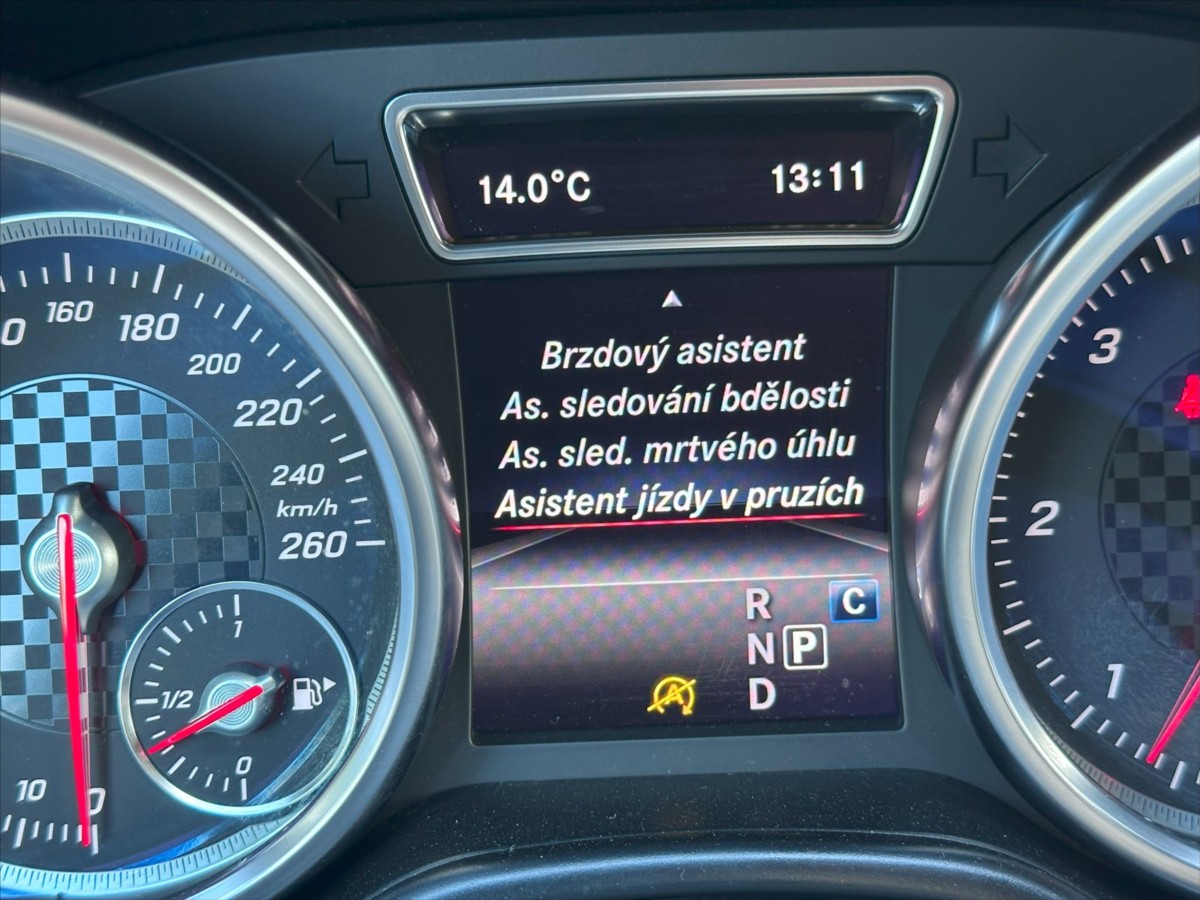 14.0°C 13:11
Brzdový asistent
As. sledování bdělosti
As. sled. mrtvého úhlu
Asistent jízdy v pruzích
R C
N P
D
A
160
180
200
220
240
km/h
260
1
1/2
0
10
0
3
2
1